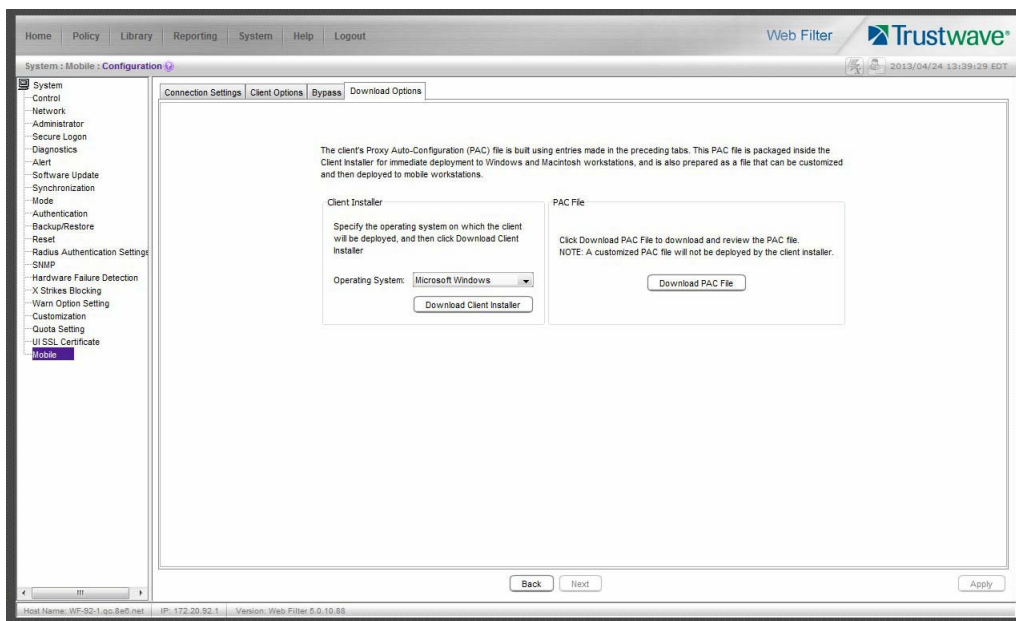 Home Policy Library Reporting System Help Logout
Web Filter
Trustwave
System : Mobile : Configuration
2013/04/24 13:39:29 EDT
System
Control
Network
Administrator
Secure Logon
Diagnostics
Alert
Software Update
Synchronization
Mode
Authentication
Backup/Restore
Reset
Radius Authentication Settings
SNMP
Hardware Failure Detection
X Strikes Blocking
Warn Option Setting
Customization
Quota Setting
UI SSL Certificate
Mobile
Connection Settings Client Options Bypass Download Options
The client's Proxy Auto-Configuration (PAC) file is built using entries made in the preceding tabs. This PAC file is packaged inside the
Client Installer for immediate deployment to Windows and Macintosh workstations, and is also prepared as a file that can be customized
and then deployed to mobile workstations.
Client Installer
Specify the operating system on which the client
will be deployed, and then click Download Client
Installer
Operating System: Microsoft Windows
Download Client Installer
PAC File
Click Download PAC File to download and review the PAC file.
NOTE: A customized PAC file will not be deployed by the client installer.
Download PAC File
Back Next Apply
Host Name: WF-92-1.qc.8e6.net IP: 172.20.92.1 Version: Web Filter 5.0.10.88